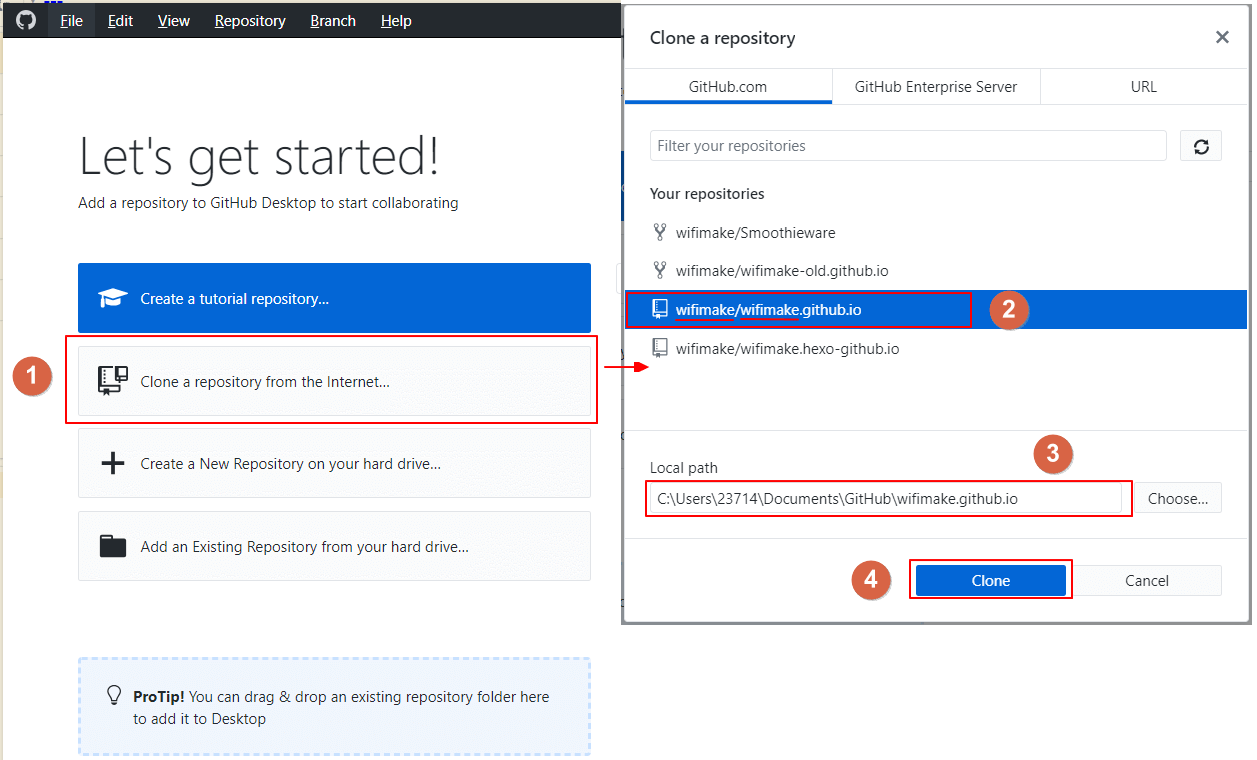 File Edit View Repository Branch Help
Let's get started!
Add a repository to GitHub Desktop to start collaborating
Create a tutorial repository...
1
Clone a repository from the Internet...
Create a New Repository on your hard drive...
Add an Existing Repository from your hard drive...
ProTip! You can drag & drop an existing repository folder here
to add it to Desktop
Clone a repository
GitHub.com GitHub Enterprise Server URL
Filter your repositories
Your repositories
wifimake/Smoothieware
wifimake/wifimake-old.github.io
wifimake/wifimake.github.io 2
wifimake/wifimake.hexo-github.io
3
Local path
C:\Users\23714\Documents\GitHub\wifimake.github.io Choose...
4 Clone Cancel